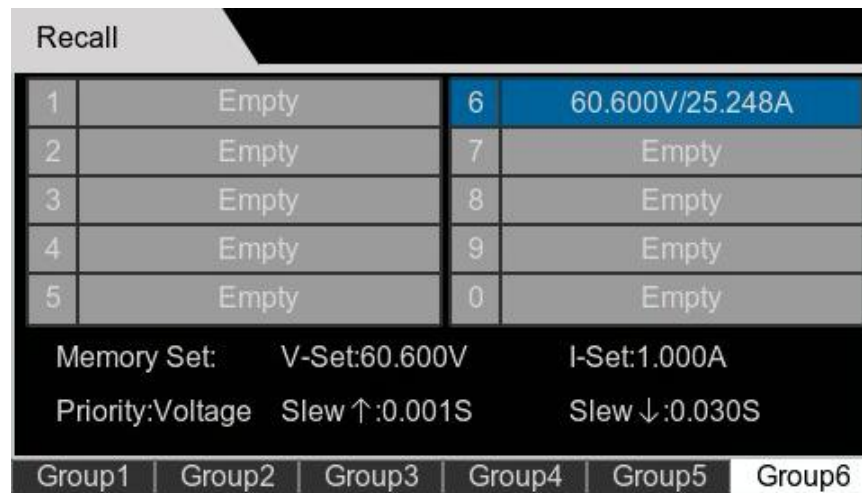 Recall
1 Empty 6 60.600V/25.248A
2 Empty 7 Empty
3 Empty 8 Empty
4 Empty 9 Empty
5 Empty 0 Empty
Memory Set: V-Set:60.600V I-Set:1.000A
Priority:Voltage Slew↑:0.001S Slew↓:0.030S
Group1 | Group2 | Group3 | Group4 | Group5 Group6